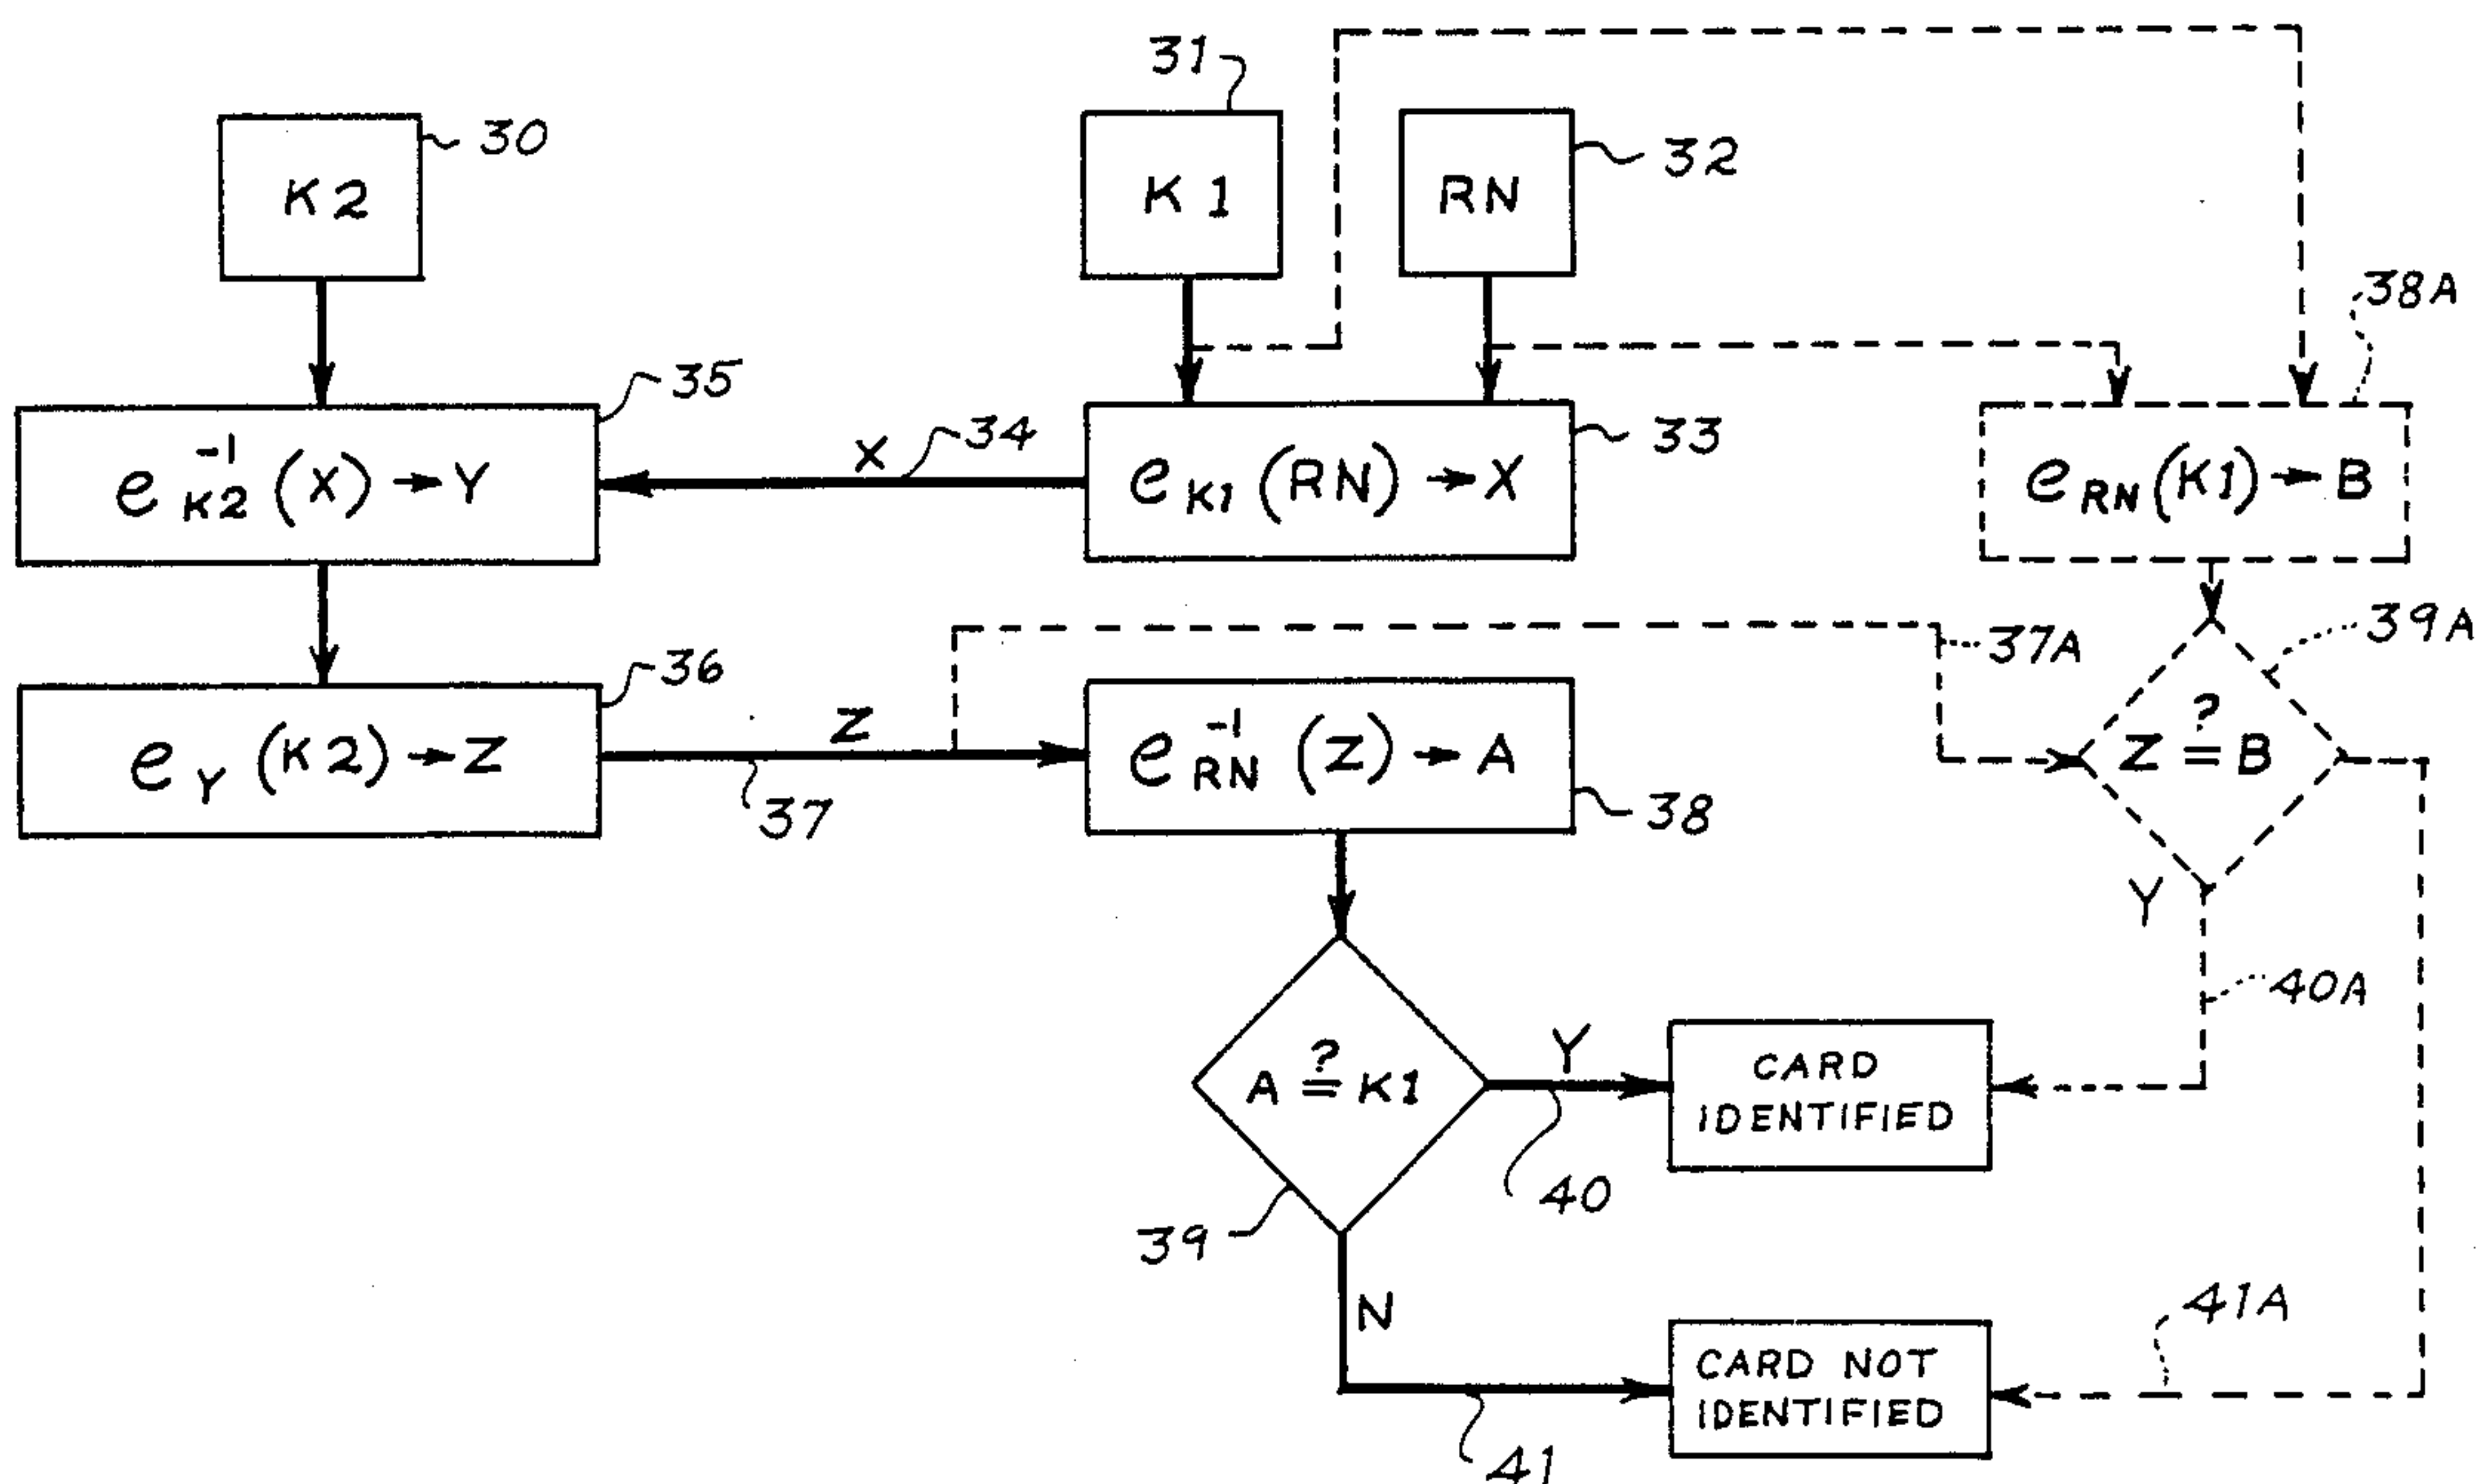 31
K2
30
K1
RN
32
38A
35
e⁻¹K2(X)→Y
X
34
eK1(RN)→X
33
eRN(K1)→B
36
37A
39A
eY(K2)→Z
Z
37
e⁻¹RN(Z)→A
38
Z ?= B
Y
40A
A ?= K1
Y
CARD
IDENTIFIED
40
39
N
41A
CARD NOT
IDENTIFIED
41